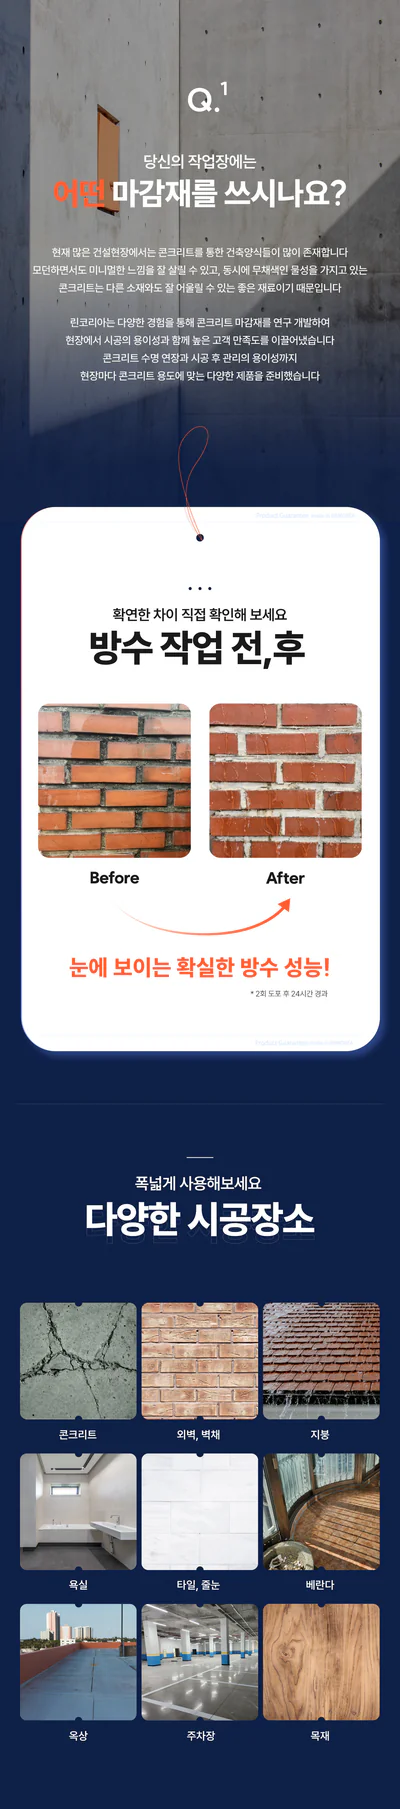 Q.1
당신의 작업장에는
어떤 마감재를 쓰시나요?
현재 많은 건설현장에서는 콘크리트를 통한 건축양식들이 많이 존재합니다
모던하면서도 미니멀한 느낌을 잘 살릴 수 있고, 동시에 무채색인 물성을 가지고 있는
콘크리트는 다른 소재와도 잘 어울릴 수 있는 좋은 재료이기 때문입니다
린코리아는 다양한 경험을 통해 콘크리트 마감재를 연구 개발하여
현장에서 시공의 용이성과 함께 높은 고객 만족도를 이끌어냈습니다
콘크리트 수명 연장과 시공 후 관리의 용이성까지
현장마다 콘크리트 용도에 맞는 다양한 제품을 준비했습니다
확연한 차이 직접 확인해 보세요
방수 작업 전,후
Before
After
눈에 보이는 확실한 방수 성능!
* 2회 도포 후 24시간 경과
폭넓게 사용해보세요
다양한 시공장소
콘크리트
외벽, 벽채
지붕
욕실
타일, 줄눈
베란다
옥상
주차장
목재